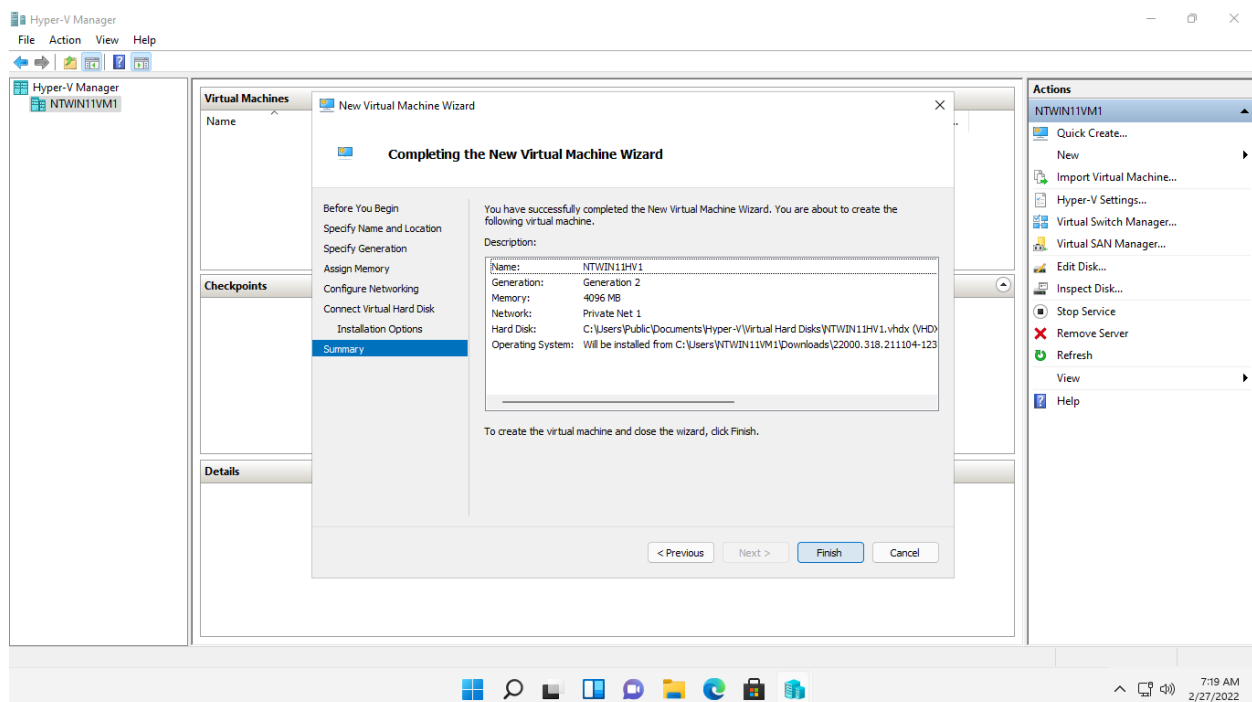 Hyper-V Manager
File Action View Help
Hyper-V Manager
NTWIN11VM1
Virtual Machines
Name
..
Checkpoints
Details
New Virtual Machine Wizard
Completing the New Virtual Machine Wizard
Before You Begin
Specify Name and Location
Specify Generation
Assign Memory
Configure Networking
Connect Virtual Hard Disk
Installation Options
Summary
You have successfully completed the New Virtual Machine Wizard. You are about to create the
following virtual machine.
Description:
Name: NTWIN11HV1
Generation: Generation 2
Memory: 4096 MB
Network: Private Net 1
Hard Disk: C:\Users\Public\Documents\Hyper-V\Virtual Hard Disks\NTWIN11HV1.vhdx (VHD
Operating System: Will be installed from C:\Users\NTWIN11VM1\Downloads\22000.318.211104-123
To create the virtual machine and close the wizard, click Finish.
< Previous Next > Finish Cancel
Actions
NTWIN11VM1
Quick Create...
New
Import Virtual Machine...
Hyper-V Settings...
Virtual Switch Manager...
Virtual SAN Manager...
Edit Disk...
Inspect Disk...
Stop Service
Remove Server
Refresh
View
Help
7:19 AM
2/27/2022